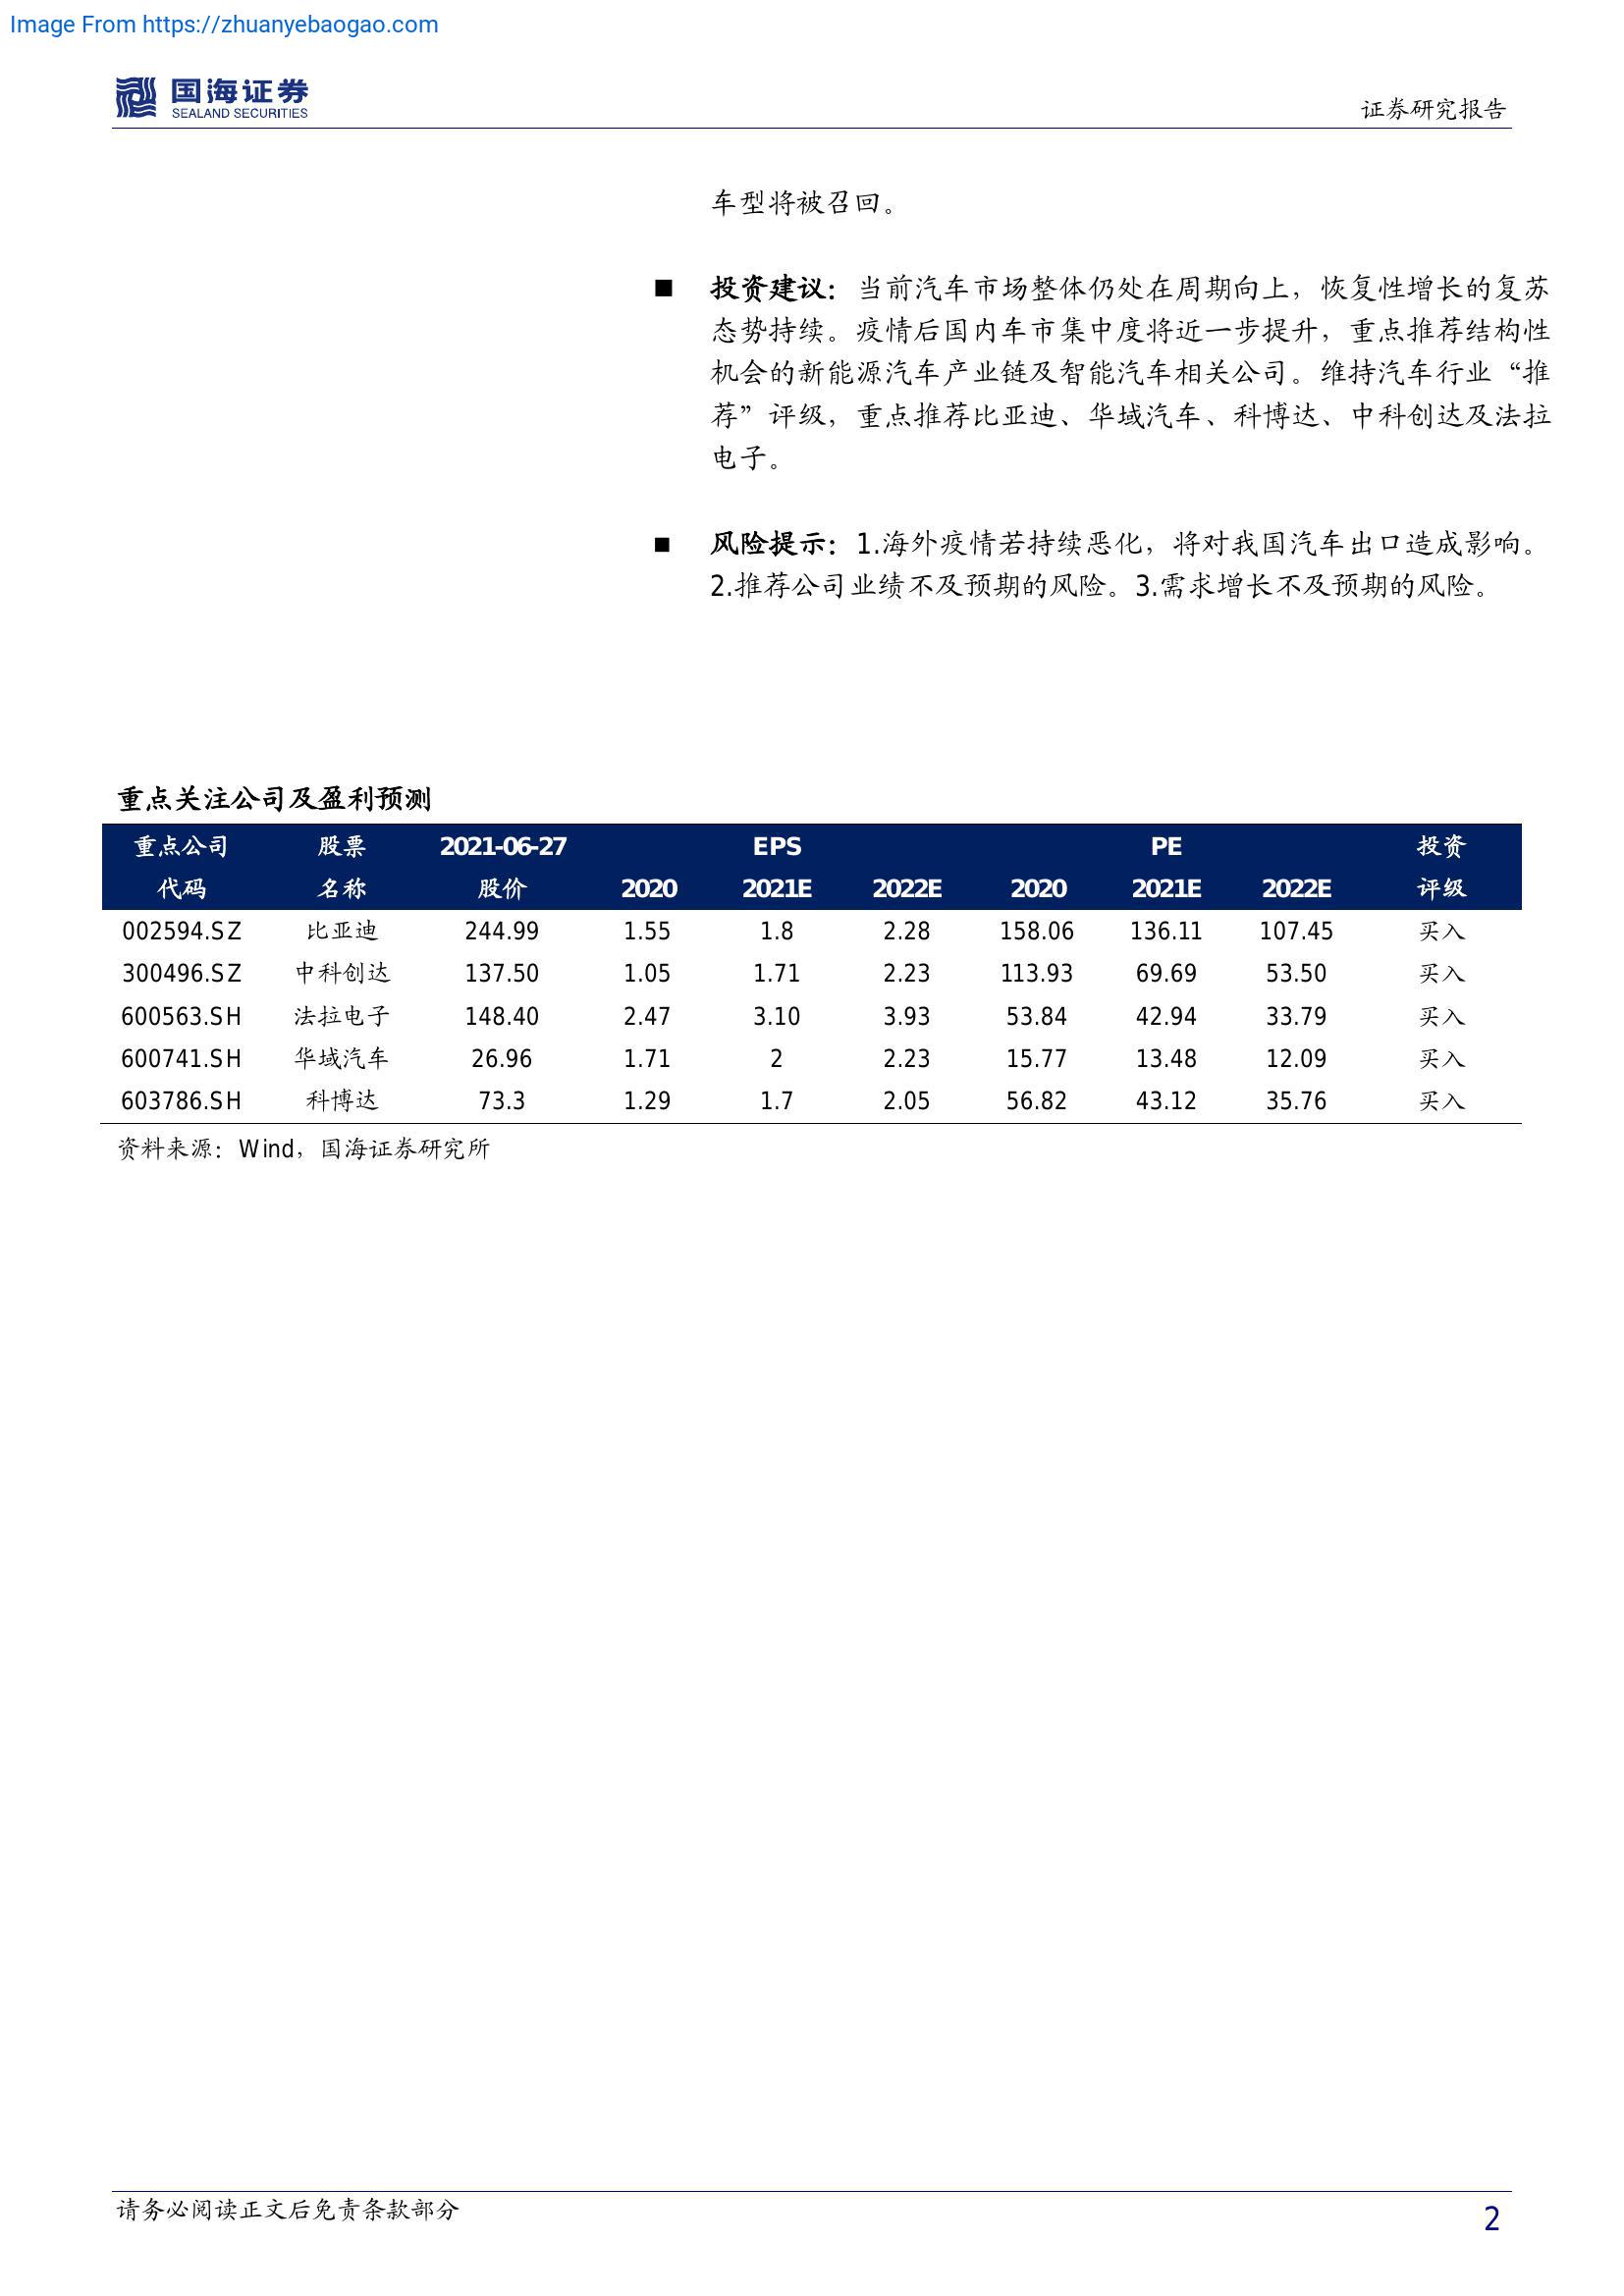 Image From https://zhuanyebaogao.com
国海证券
SEALAND SECURITIES
证券研究报告
车型将被召回。
■ 投资建议：当前汽车市场整体仍处在周期向上，恢复性增长的复苏
态势持续。疫情后国内车市集中度将近一步提升，重点推荐结构性
机会的新能源汽车产业链及智能汽车相关公司。维持汽车行业“推
荐”评级，重点推荐比亚迪、华域汽车、科博达、中科创达及法拉
电子。
■ 风险提示：1.海外疫情若持续恶化，将对我国汽车出口造成影响。
2.推荐公司业绩不及预期的风险。3.需求增长不及预期的风险。
重点关注公司及盈利预测
重点公司 股票 2021-06-27 EPS PE 投资
代码 名称 股价 2020 2021E 2022E 2020 2021E 2022E 评级
002594.SZ 比亚迪 244.99 1.55 1.8 2.28 158.06 136.11 107.45 买入
300496.SZ 中科创达 137.50 1.05 1.71 2.23 113.93 69.69 53.50 买入
600563.SH 法拉电子 148.40 2.47 3.10 3.93 53.84 42.94 33.79 买入
600741.SH 华域汽车 26.96 1.71 2 2.23 15.77 13.48 12.09 买入
603786.SH 科博达 73.3 1.29 1.7 2.05 56.82 43.12 35.76 买入
资料来源：Wind，国海证券研究所
请务必阅读正文后免责条款部分
2